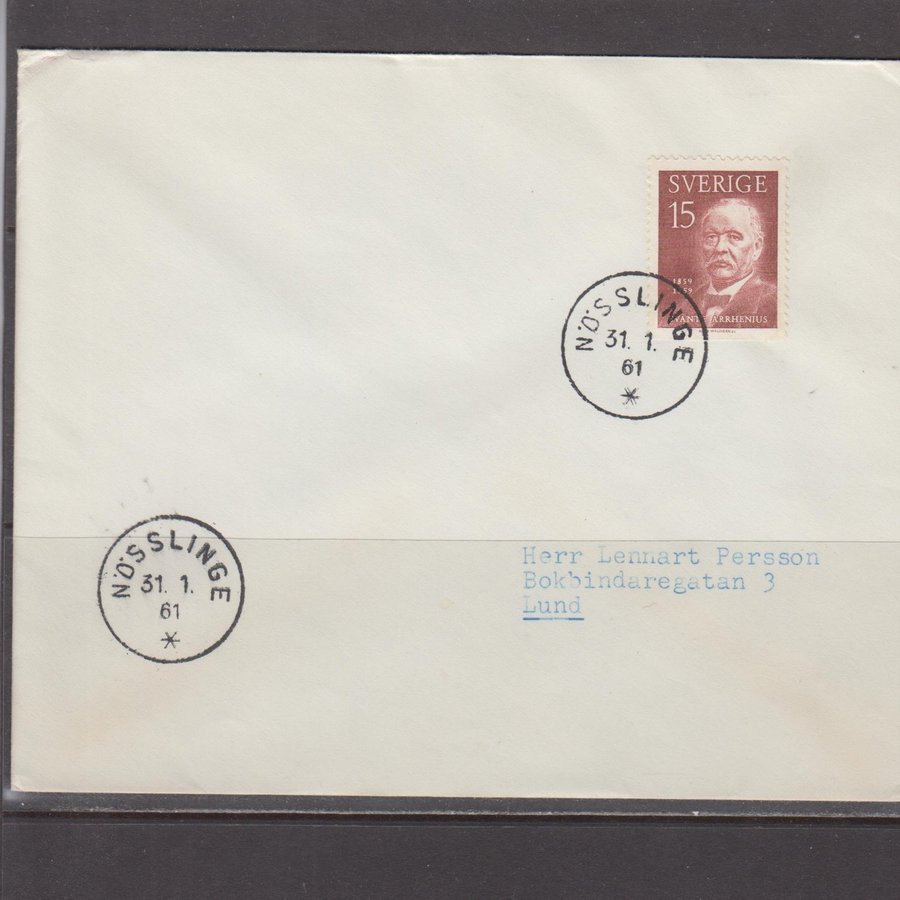 SVERIGE
15
1859
1959
SVANTE ARRHENIUS
NÖSSLINGE
31. 1.
61
*
NÖSSLINGE
31. 1.
61
*
Herr Lennart Persson
Bokbindaregatan 3
Lund